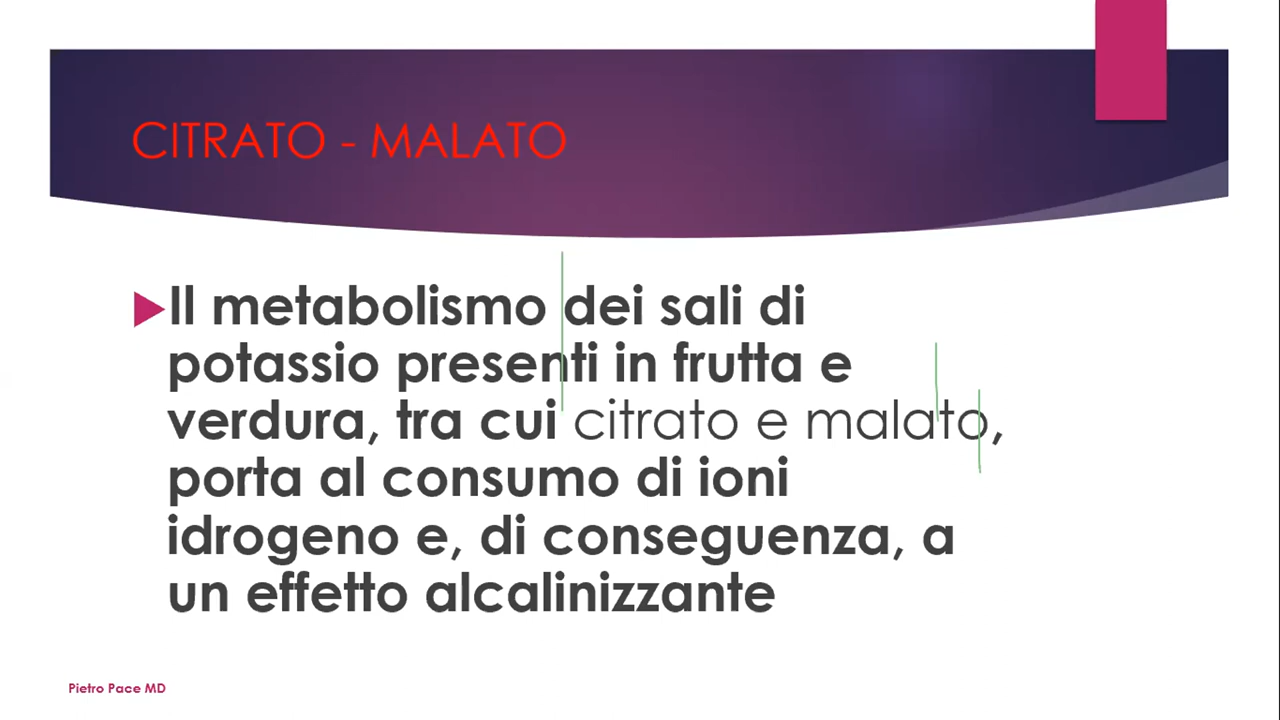 CITRATO - MALATO
Il metabolismo dei sali di
potassio presenti in frutta e
verdura, tra cui citrato e malato,
porta al consumo di ioni
idrogeno e, di conseguenza, a
un effetto alcalinizzante
Pietro Pace MD